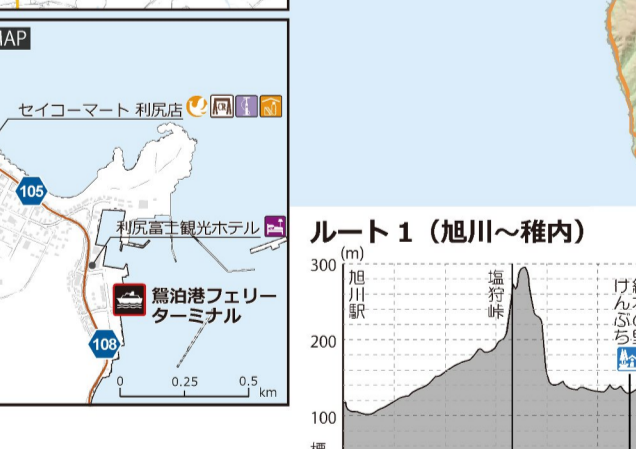 MAP
セイコーマート 利尻店
105
利尻富士観光ホテル
鴛泊港フェリー
ターミナル
108
0 0.25 0.5
km
ルート 1（旭川～稚内）
(m)
300
200
100
旭川駅
塩狩峠